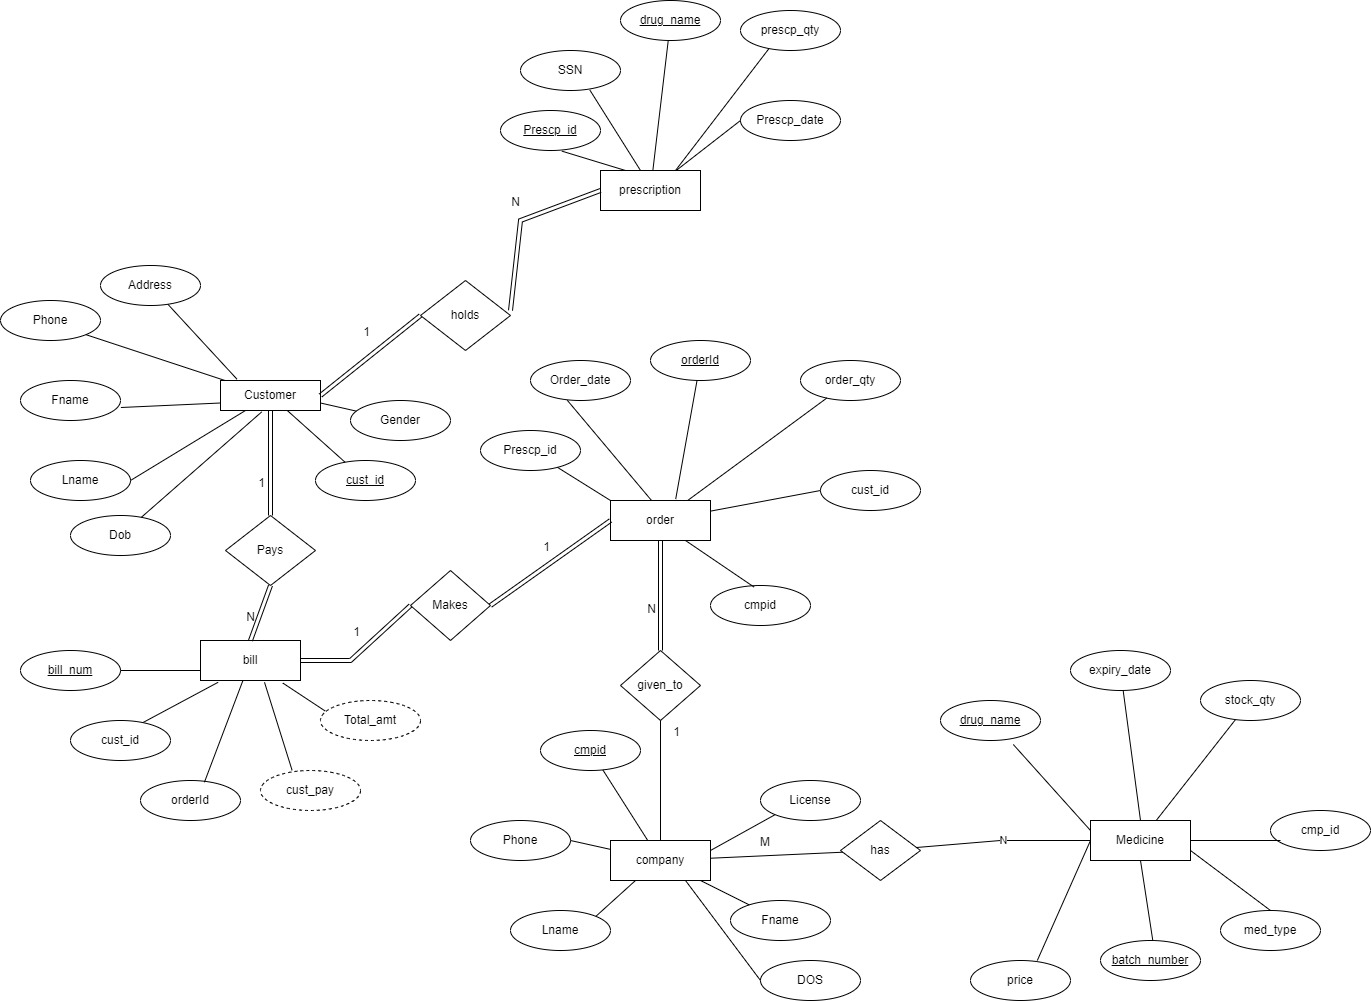 drug_name
prescp_qty
SSN
Prescp_id
Prescp_date
prescription
N
Address
Phone
holds
1
Customer
Fname
Gender
Lname
cust_id
Dob
1
Pays
N
orderId
Order_date
order_qty
Prescp_id
cust_id
order
1
Makes
1
cmpid
N
bill
bill_num
Total_amt
cust_id
cust_pay
orderId
given_to
1
cmpid
License
Phone
company
M
has
N
Lname
Fname
DOS
expiry_date
stock_qty
drug_name
Medicine
cmp_id
med_type
batch_number
price